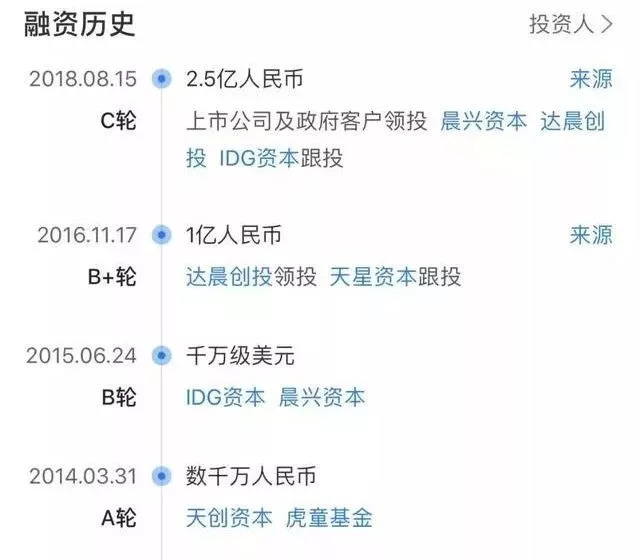 融资历史
投资人
2018.08.15 2.5亿人民币 来源
C轮 上市公司及政府客户领投 晨兴资本 达晨创
投 IDG资本跟投
2016.11.17 1亿人民币 来源
B+轮 达晨创投领投 天星资本跟投
2015.06.24 千万级美元
B轮 IDG资本 晨兴资本
2014.03.31 数千万人民币
A轮 天创资本 虎童基金